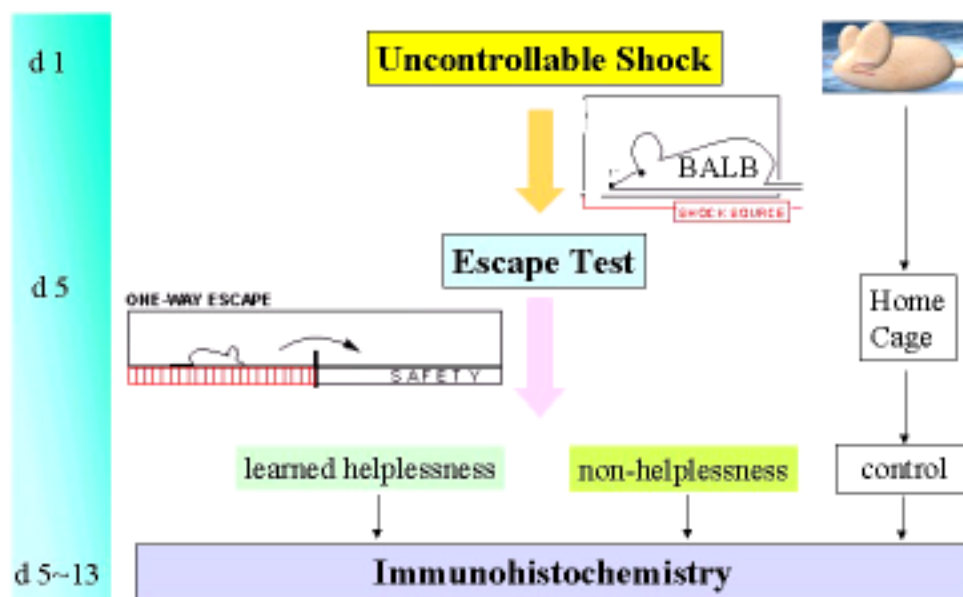 d 1
Uncontrollable Shock
BALB
SHOCK SOURCE
Escape Test
d 5
ONE-WAY ESCAPE
Home
Cage
SAFETY
learned helplessness
non-helplessness
control
d 5~13
Immunohistochemistry